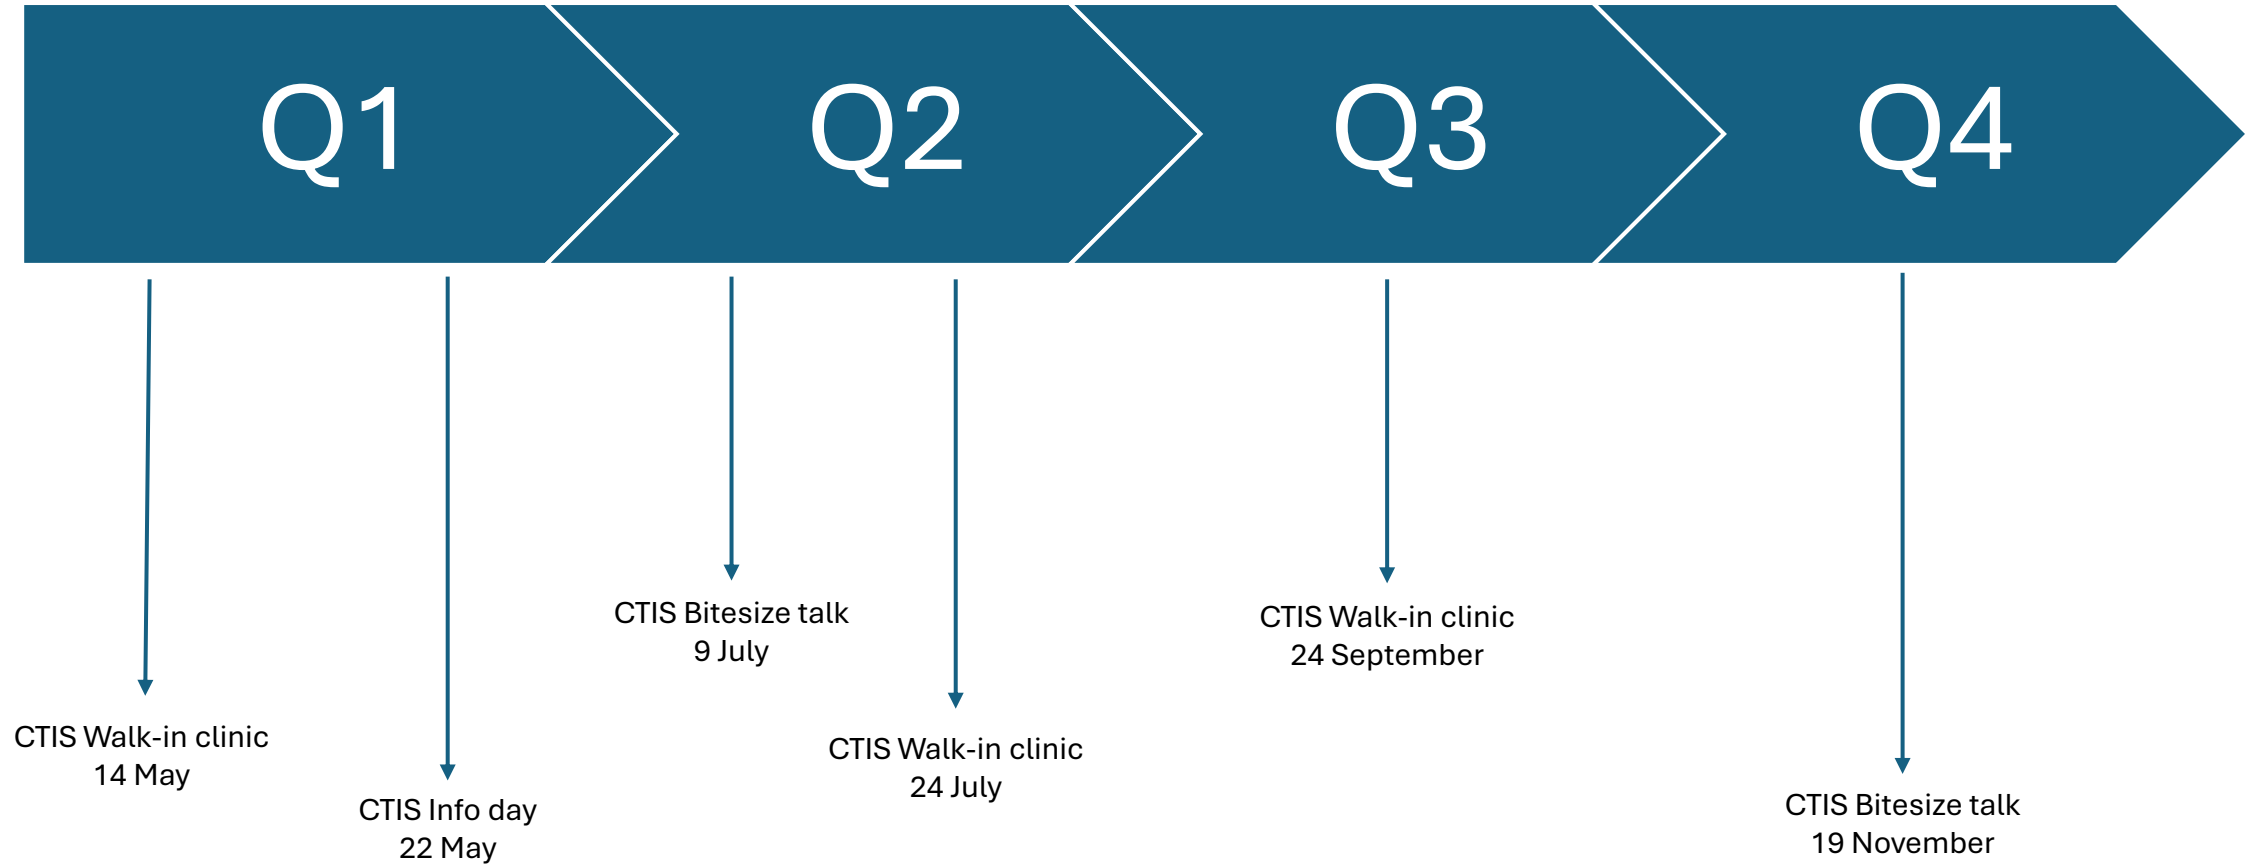 Q1
Q2
Q3
Q4
CTIS Walk-in clinic
14 May
CTIS Info day
22 May
CTIS Bitesize talk
9 July
CTIS Walk-in clinic
24 July
CTIS Walk-in clinic
24 September
CTIS Bitesize talk
19 November